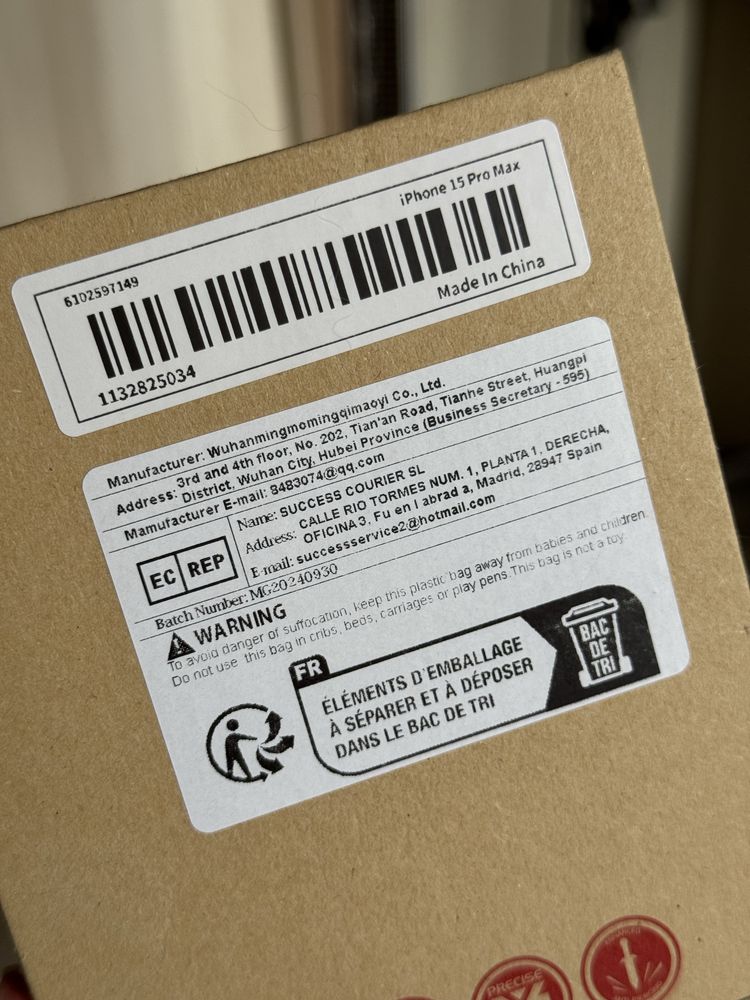 iPhone 15 Pro Max
6102597149
1132825034
Made In China
Manufacturer: Wuhanmingmomingqimaoyi Co., Ltd.
Address: 3rd and 4th floor, No. 202, Tian'an Road, Tianhe Street, Huangpi
District, Wuhan City, Hubei Province (Business Secretary - 595)
Mamufacturer E-mail: 8483074@qq.com
EC REP
Name: SUCCESS COURIER SL
Address: CALLE RIO TORMES NUM. 1, PLANTA 1, DERECHA,
OFICINA 3, Fu en l abrad a, Madrid, 28947 Spain
E-mail: successservice2@hotmail.com
Batch Number: MG20240930
WARNING
To avoid danger of suffocation, keep this plastic bag away from babies and children.
Do not use this bag in cribs, beds, carriages or play pens.This bag is not a toy.
FR
ÉLÉMENTS D'EMBALLAGE
À SÉPARER ET À DÉPOSER
DANS LE BAC DE TRI
BAC
DE
TRI
PRECISE